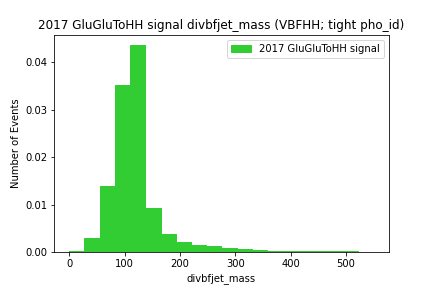 2017 GluGluToHH signal divbfjet_mass (VBFHH; tight pho_id)
2017 GluGluToHH signal
Number of Events
0.04
0.03
0.02
0.01
0.00
0 100 200 300 400 500
divbfjet_mass